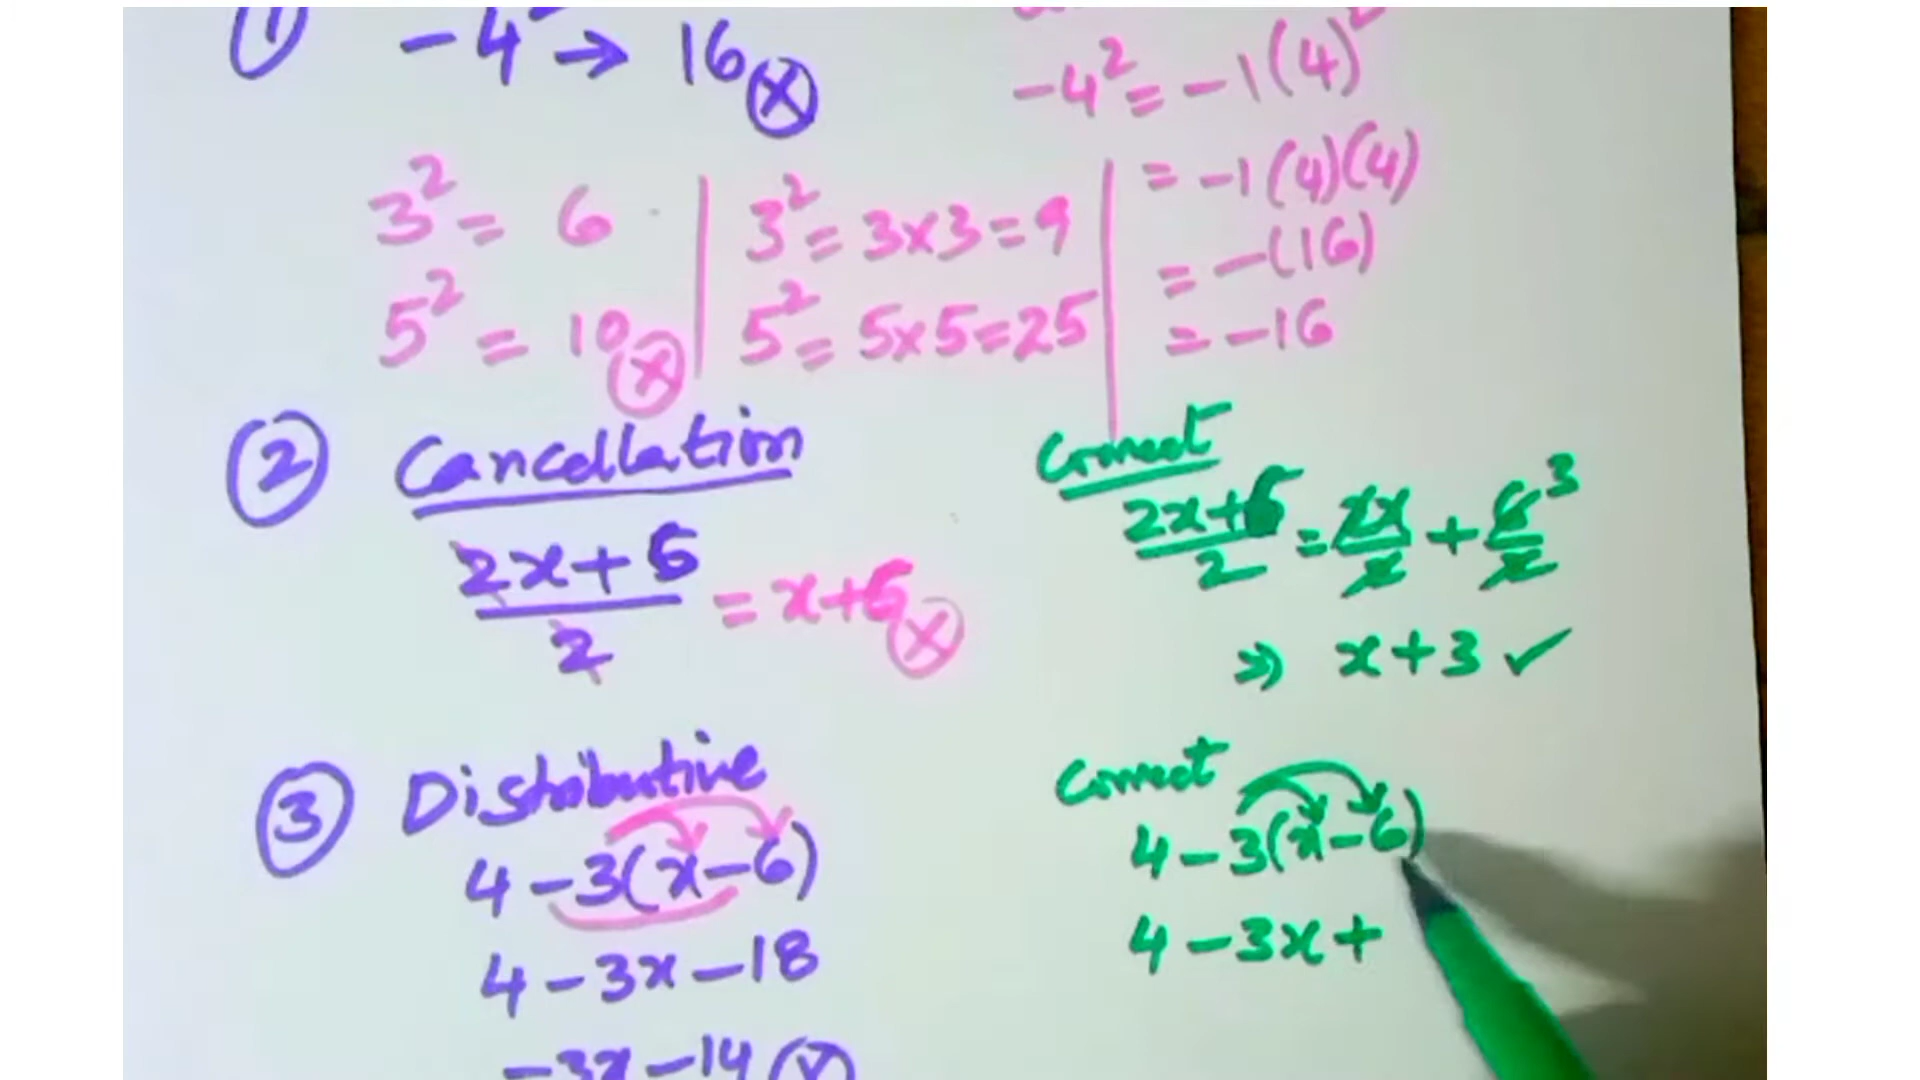 ① -4² → 16 ⓧ
-4² = -1(4)²
= -1(4)(4)
= -(16)
= -16
3² = 6
5² = 10 ⓧ
3² = 3×3 = 9
5² = 5×5 = 25
② Cancellation
2x+6/2 = x+6 ⓧ
Correct
2x+6/2 = 2x/2 + 6/2 3
⇒ x+3 ✓
③ Distributive
4-3(x-6)
4-3x-18
-3x-14 ⓧ
Correct
4-3(x-6)
4-3x+